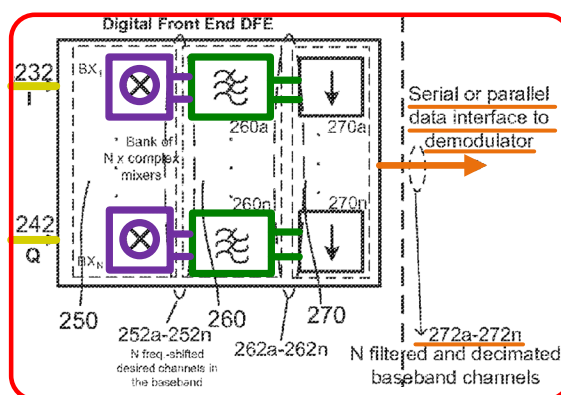 Digital Front End DFE
232
I
BX1
260a
270a
Bank of
N x complex
mixers
Serial or parallel
data interface to
demodulator
242
Q
BXN
260n
270n
250
252a-252n
260
270
262a-262n
N freq.-shifted
desired channels in
the baseband
272a-272n
N filtered and decimated
baseband channels